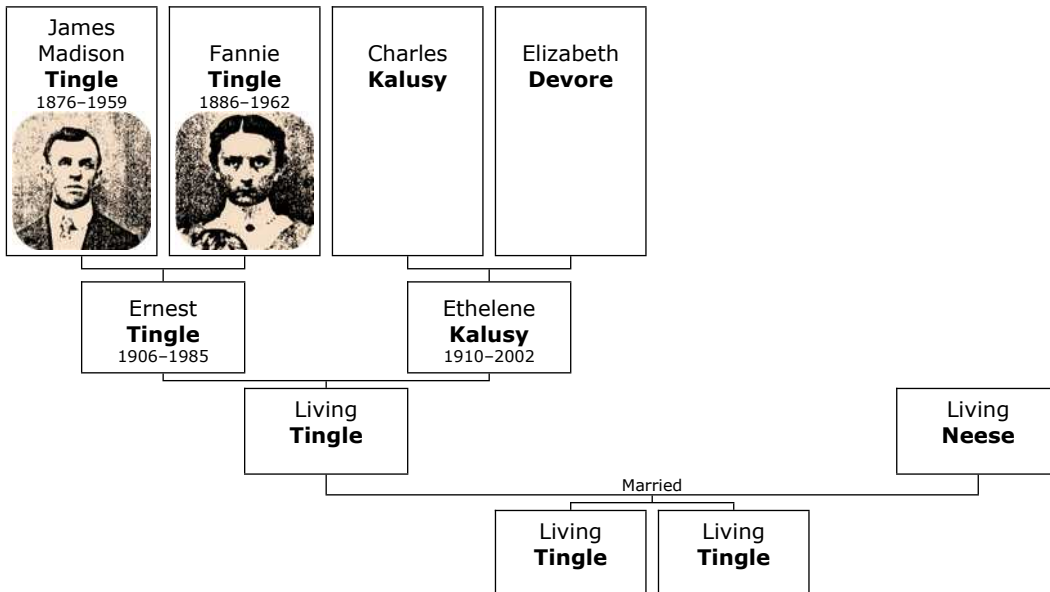 James
Madison
Tingle
1876–1959
Fannie
Tingle
1886–1962
Charles
Kalusy
Elizabeth
Devore
Ernest
Tingle
1906–1985
Ethelene
Kalusy
1910–2002
Living
Tingle
Living
Neese
Married
Living
Tingle
Living
Tingle